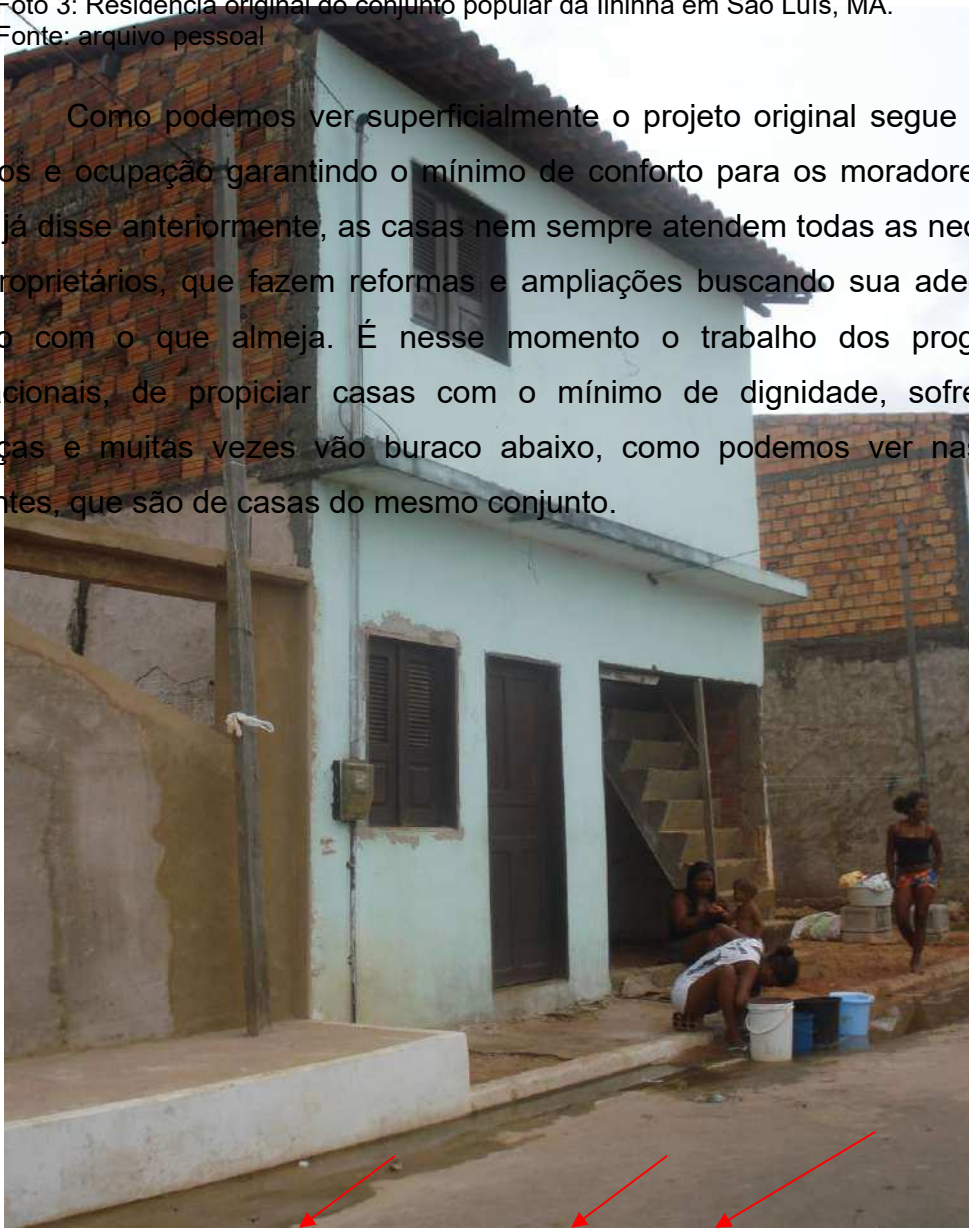 Foto 3: Residência original do conjunto popular da Ilhinha em São Luís, MA.
Fonte: arquivo pessoal
Como podemos ver superficialmente o projeto original segue
os e ocupação garantindo o mínimo de conforto para os moradore
já disse anteriormente, as casas nem sempre atendem todas as nec
roprietários, que fazem reformas e ampliações buscando sua ade
o com o que almeja. É nesse momento o trabalho dos prog
acionais, de propiciar casas com o mínimo de dignidade, sofre
ças e muitas vezes vão buraco abaixo, como podemos ver nas
ntes, que são de casas do mesmo conjunto.